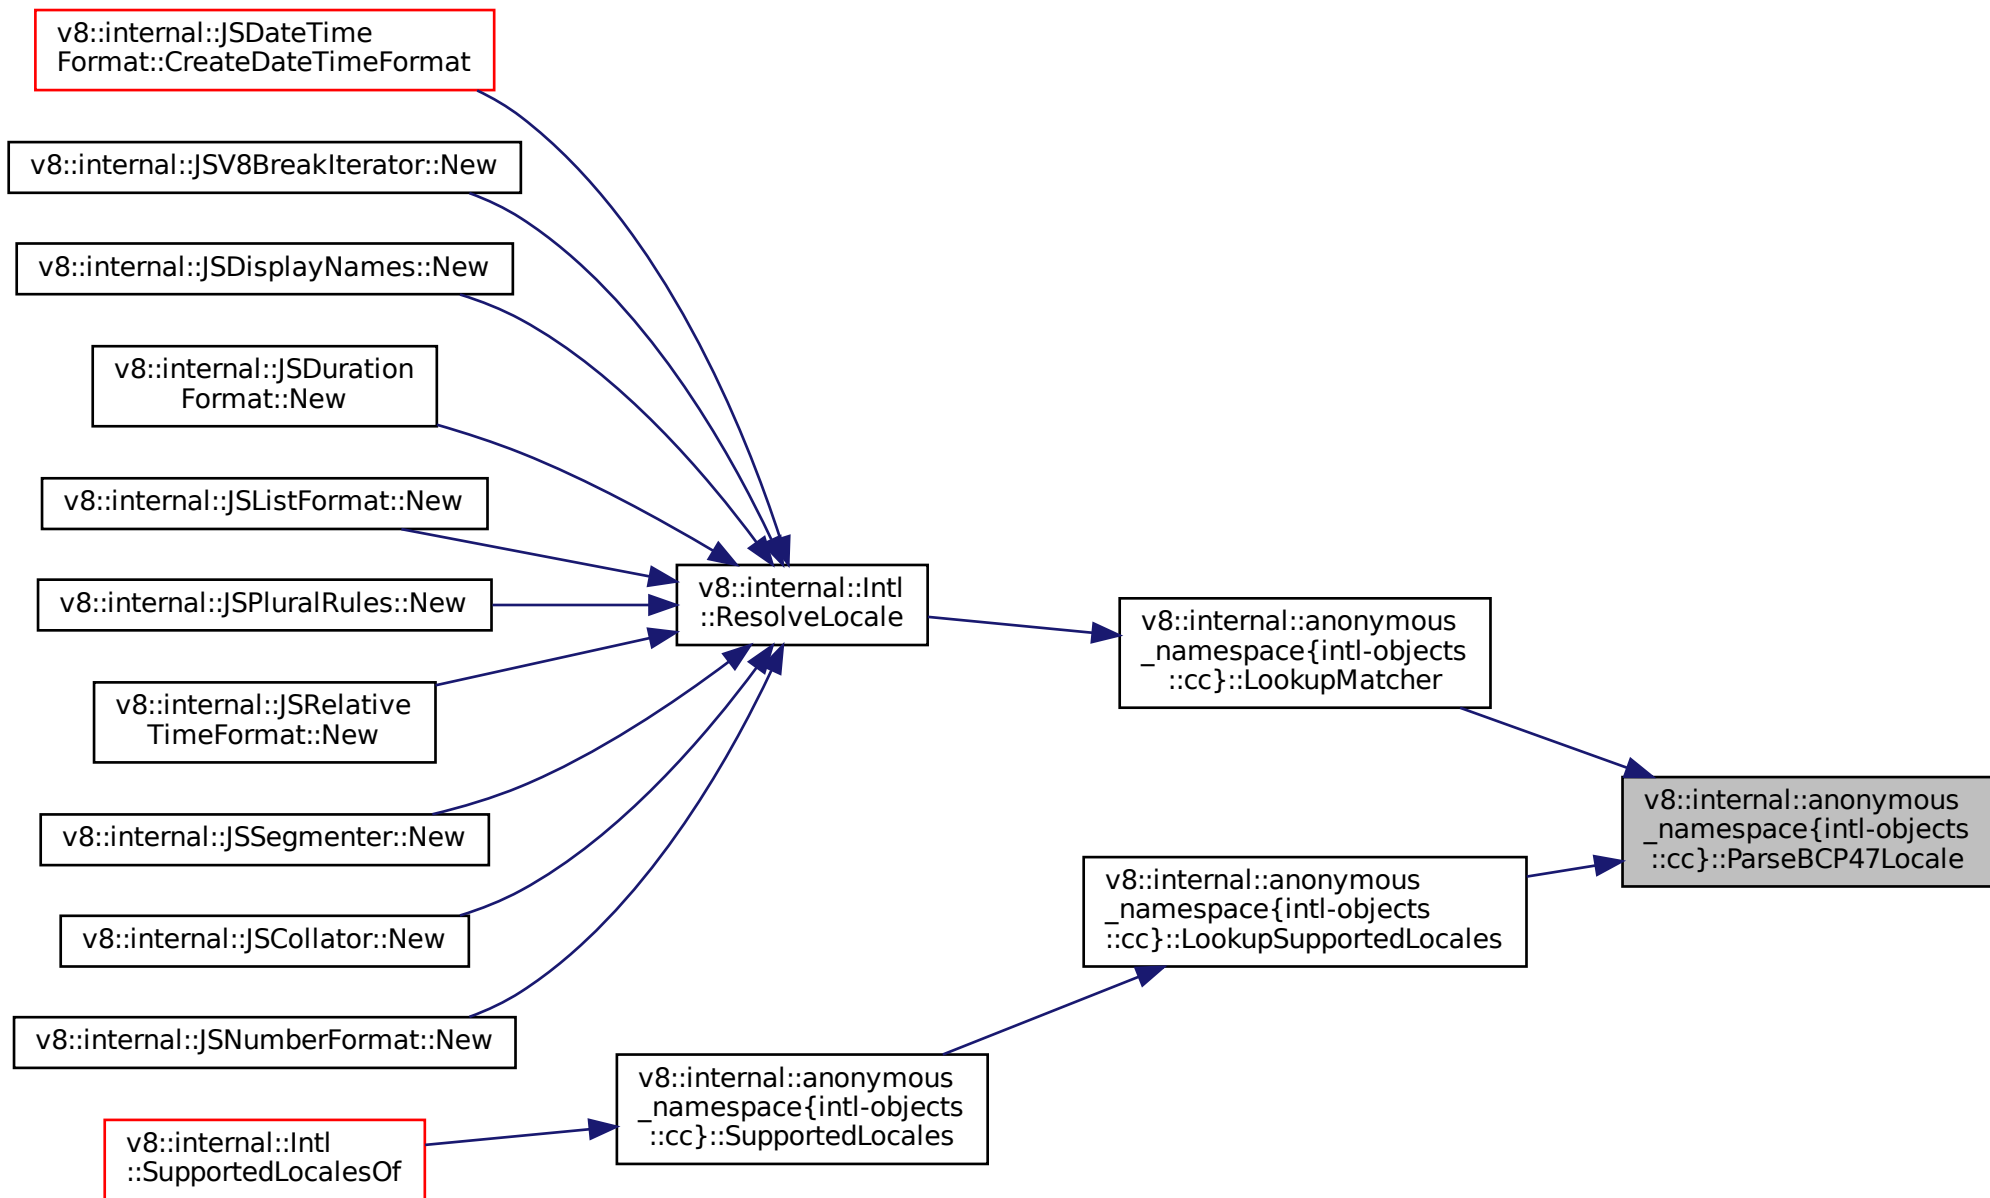 v8::internal::JSDateTime
Format::CreateDateTimeFormat
v8::internal::JSV8BreakIterator::New
v8::internal::JSDisplayNames::New
v8::internal::JSDuration
Format::New
v8::internal::JSListFormat::New
v8::internal::JSPluralRules::New
v8::internal::JSRelative
TimeFormat::New
v8::internal::JSSegmenter::New
v8::internal::JSCollator::New
v8::internal::JSNumberFormat::New
v8::internal::Intl
::SupportedLocalesOf
v8::internal::Intl
::ResolveLocale
v8::internal::anonymous
_namespace{intl-objects
::cc}::SupportedLocales
v8::internal::anonymous
_namespace{intl-objects
::cc}::LookupMatcher
v8::internal::anonymous
_namespace{intl-objects
::cc}::LookupSupportedLocales
v8::internal::anonymous
_namespace{intl-objects
::cc}::ParseBCP47Locale